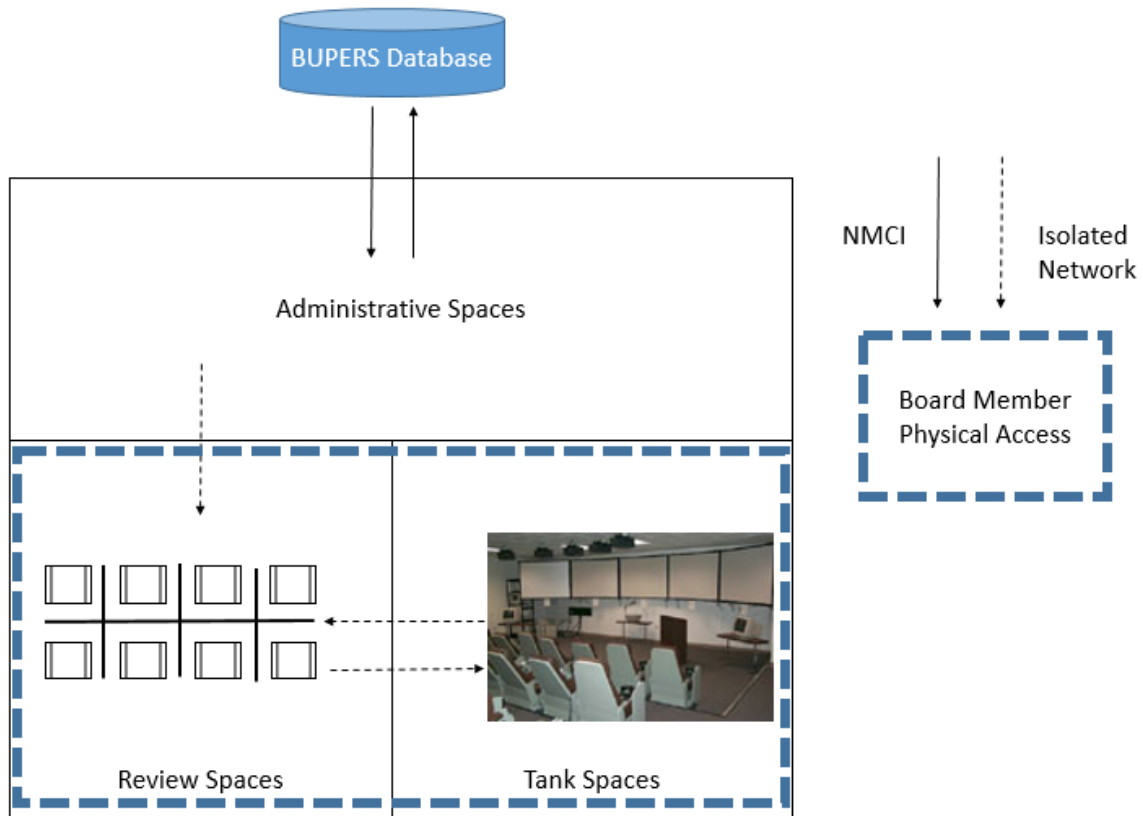 BUPERS Database
NMCI
Isolated
Network
Administrative Spaces
Board Member
Physical Access
Review Spaces
Tank Spaces